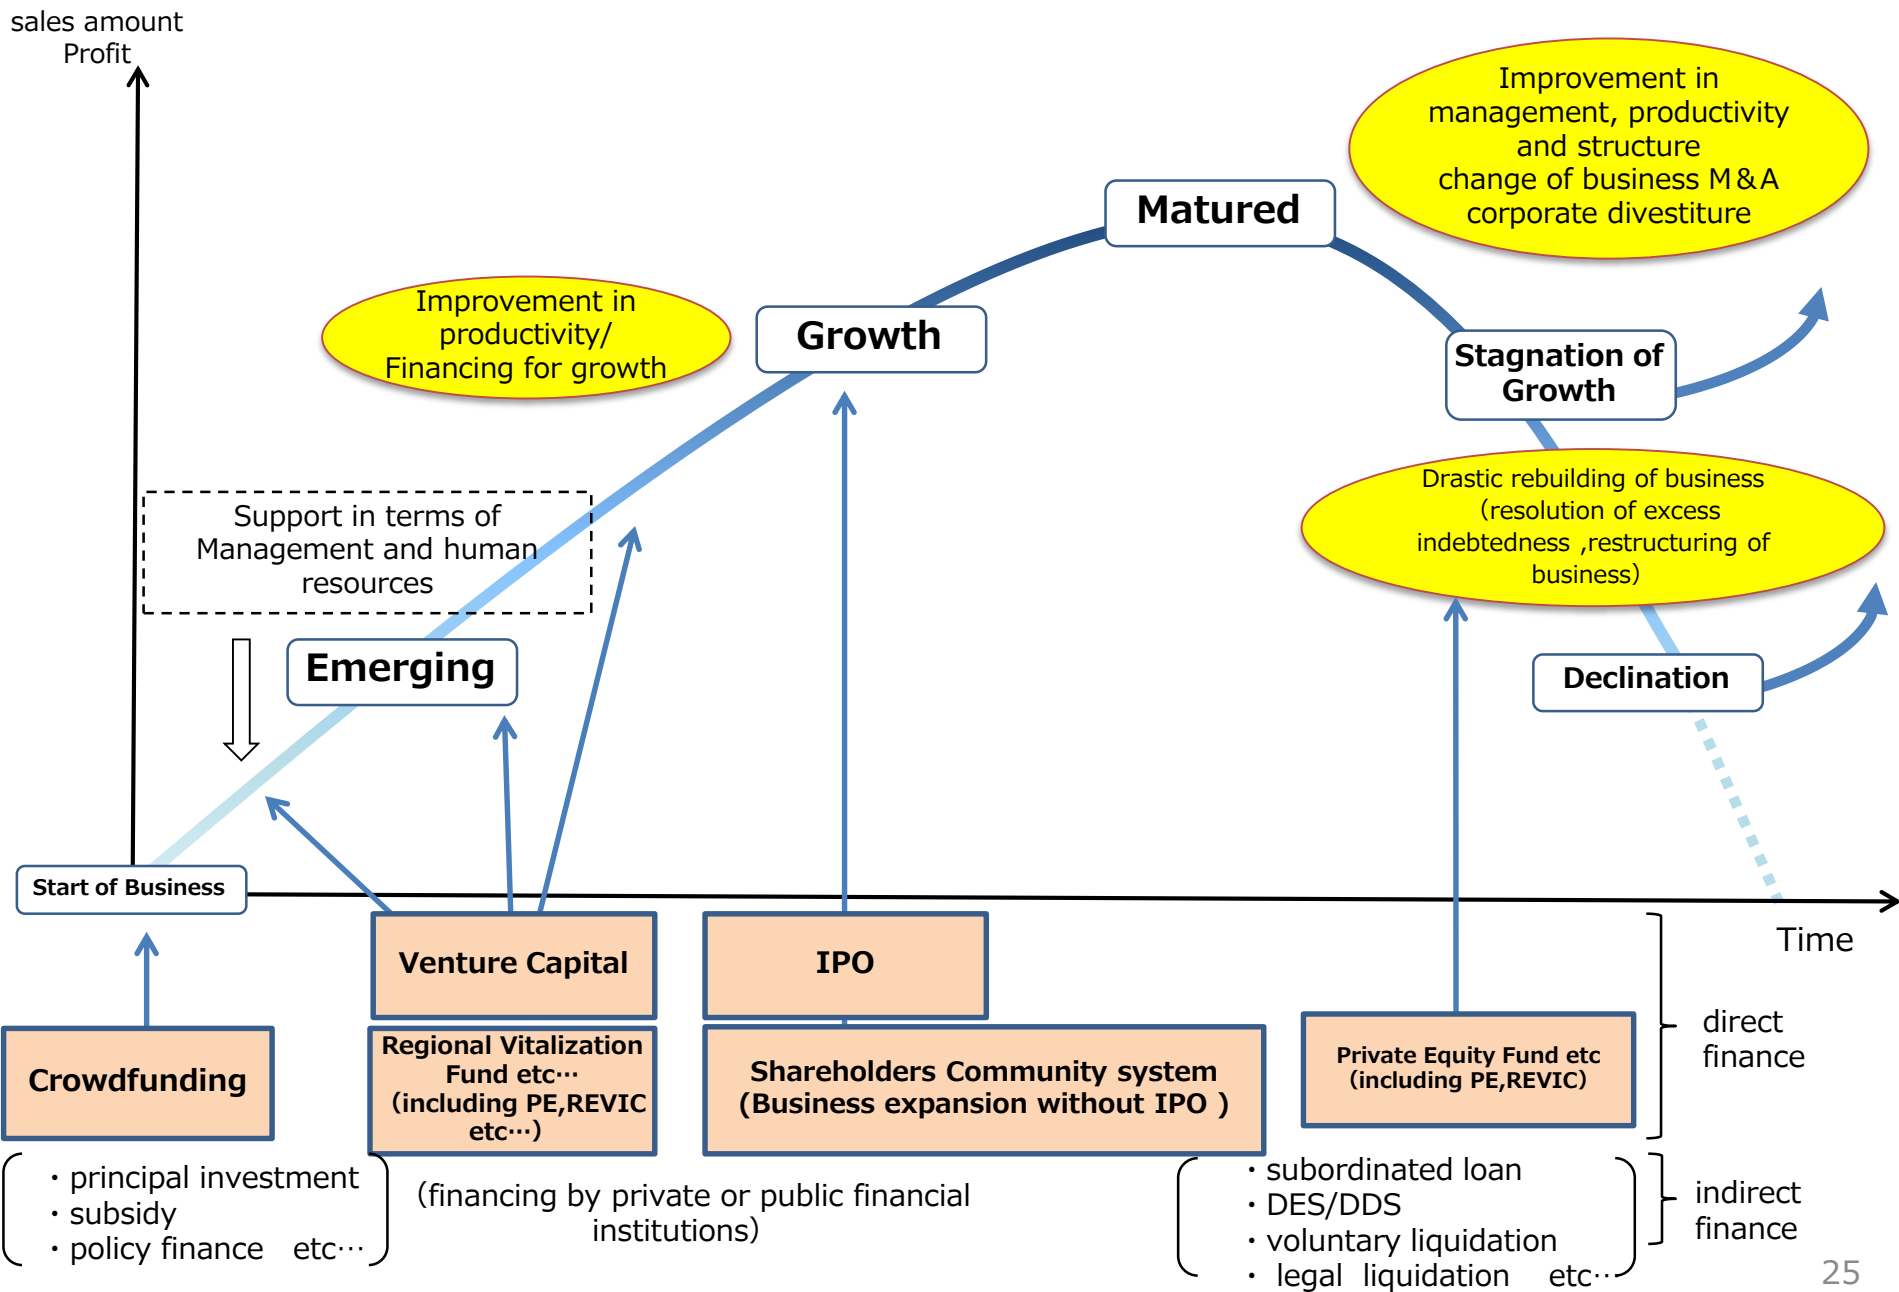 sales amount
Profit
Improvement in
management, productivity
and structure
change of business M&A
corporate divestiture
Matured
Improvement in
productivity/
Financing for growth
Growth
Stagnation of
Growth
Drastic rebuilding of business
(resolution of excess
indebtedness ,restructuring of
business)
Support in terms of
Management and human
resources
Emerging
Declination
Start of Business
Time
Venture Capital
IPO
Crowdfunding
Regional Vitalization
Fund etc…
(including PE,REVIC
etc…)
Shareholders Community system
(Business expansion without IPO )
Private Equity Fund etc
(including PE,REVIC)
direct
finance
・principal investment
・subsidy
・policy finance etc…
(financing by private or public financial
institutions)
・subordinated loan
・DES/DDS
・voluntary liquidation
・ legal liquidation etc…
indirect
finance
25